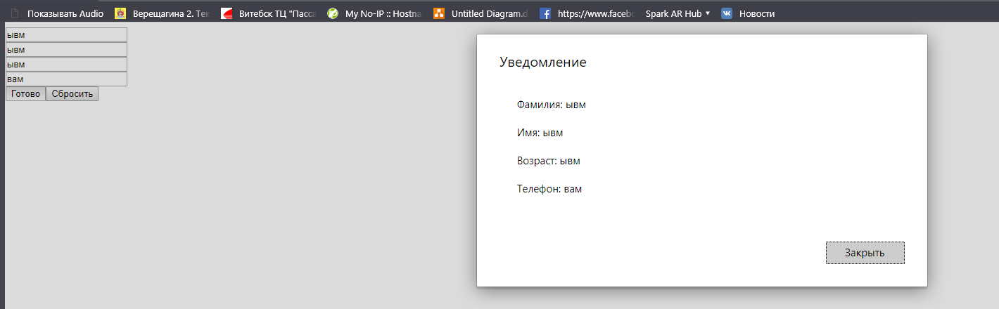 Показывать Audio Верещагина 2. Тек Витебск ТЦ "Пасса My No-IP :: Hostna Untitled Diagram.d https://www.facebo Spark AR Hub Новости
ывм
ывм
ывм
вам
Готово Сбросить
Уведомление
Фамилия: ывм
Имя: ывм
Возраст: ывм
Телефон: вам
Закрыть